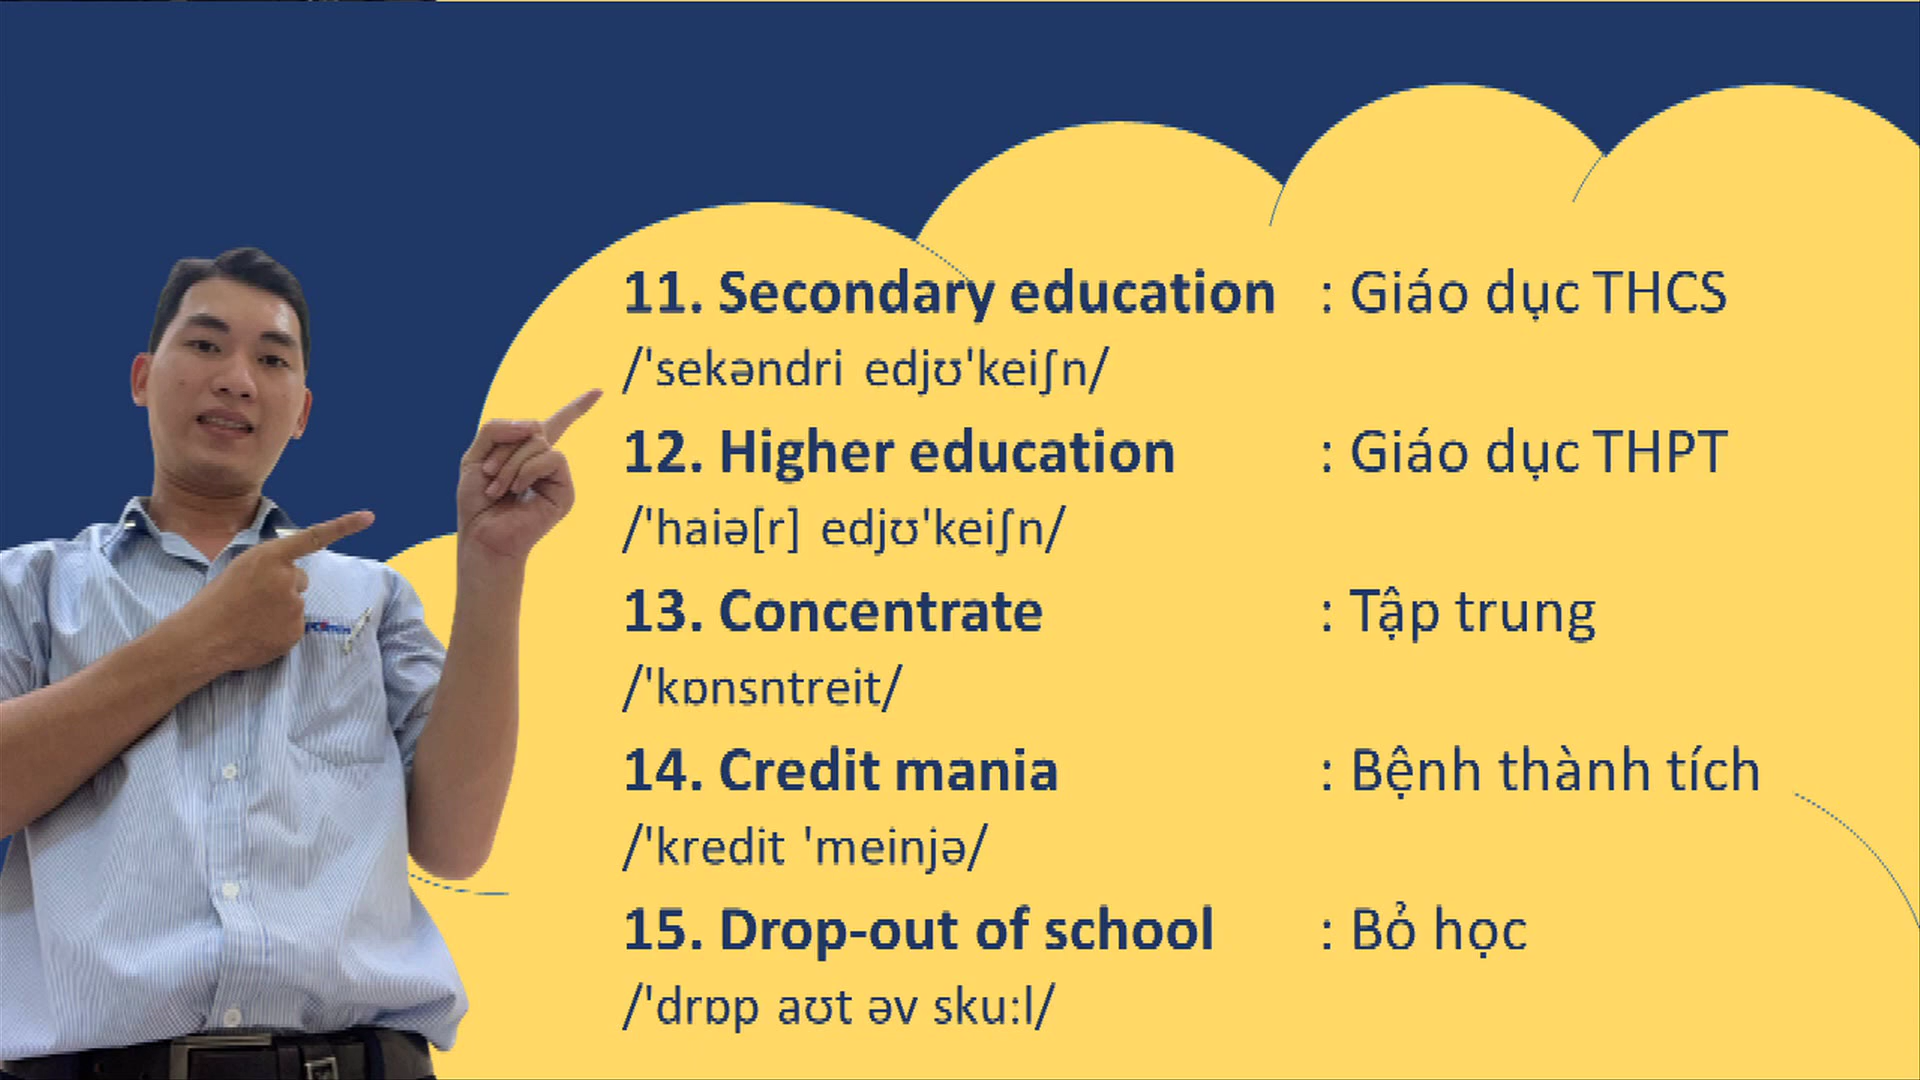 11. Secondary education : Giáo dục THCS
/'sekəndri edjʊ'keiʃn/
12. Higher education : Giáo dục THPT
/'haiə[r] edjʊ'keiʃn/
13. Concentrate : Tập trung
/'kɒnsntreit/
14. Credit mania : Bệnh thành tích
/'kredit 'meinjə/
15. Drop-out of school : Bỏ học
/'drɒp aʊt əv sku:l/